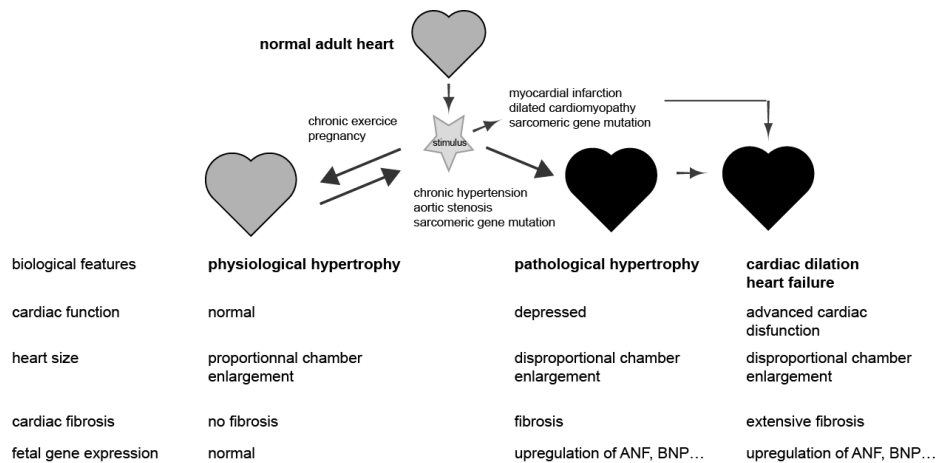 normal adult heart
myocardial infarction
dilated cardiomyopathy
sarcomeric gene mutation
chronic exercice
pregnancy
stimulus
chronic hypertension
aortic stenosis
sarcomeric gene mutation
biological features
physiological hypertrophy
pathological hypertrophy
cardiac dilation
heart failure
cardiac function
normal
depressed
advanced cardiac
disfunction
heart size
proportionnal chamber
enlargement
disproportional chamber
enlargement
disproportional chamber
enlargement
cardiac fibrosis
no fibrosis
fibrosis
extensive fibrosis
fetal gene expression
normal
upregulation of ANF, BNP…
upregulation of ANF, BNP…